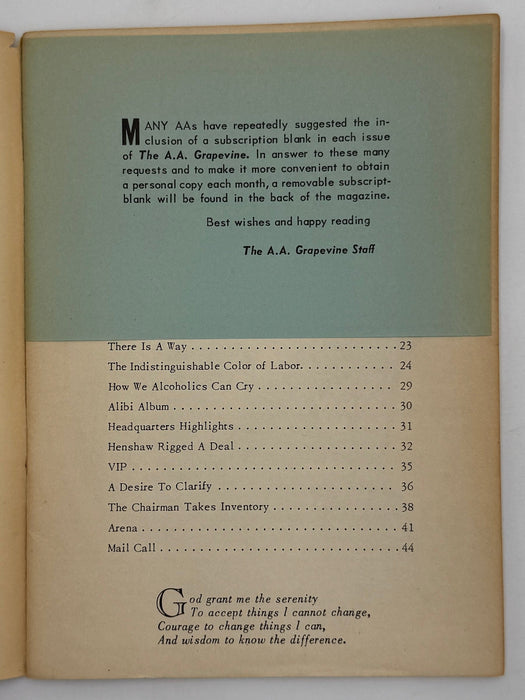 MANY AAs have repeatedly suggested the in-
clusion of a subscription blank in each issue
of The A.A. Grapevine. In answer to these many
requests and to make it more convenient to obtain
a personal copy each month, a removable subscript-
blank will be found in the back of the magazine.
Best wishes and happy reading
The A.A. Grapevine Staff
There Is A Way . . . . . . . . . . . . . . . . . . . . . . . . . . 23
The Indistinguishable Color of Labor. . . . . . . . . . . . 24
How We Alcoholics Can Cry . . . . . . . . . . . . . . . . . 29
Alibi Album . . . . . . . . . . . . . . . . . . . . . . . . . . . . 30
Headquarters Highlights . . . . . . . . . . . . . . . . . . . . 31
Henshaw Rigged A Deal . . . . . . . . . . . . . . . . . . . . 32
VIP . . . . . . . . . . . . . . . . . . . . . . . . . . . . . . . . . 35
A Desire To Clarify . . . . . . . . . . . . . . . . . . . . . . . 36
The Chairman Takes Inventory . . . . . . . . . . . . . . . 38
Arena . . . . . . . . . . . . . . . . . . . . . . . . . . . . . . . . 41
Mail Call . . . . . . . . . . . . . . . . . . . . . . . . . . . . . . 44
God grant me the serenity
To accept things I cannot change,
Courage to change things I can,
And wisdom to know the difference.